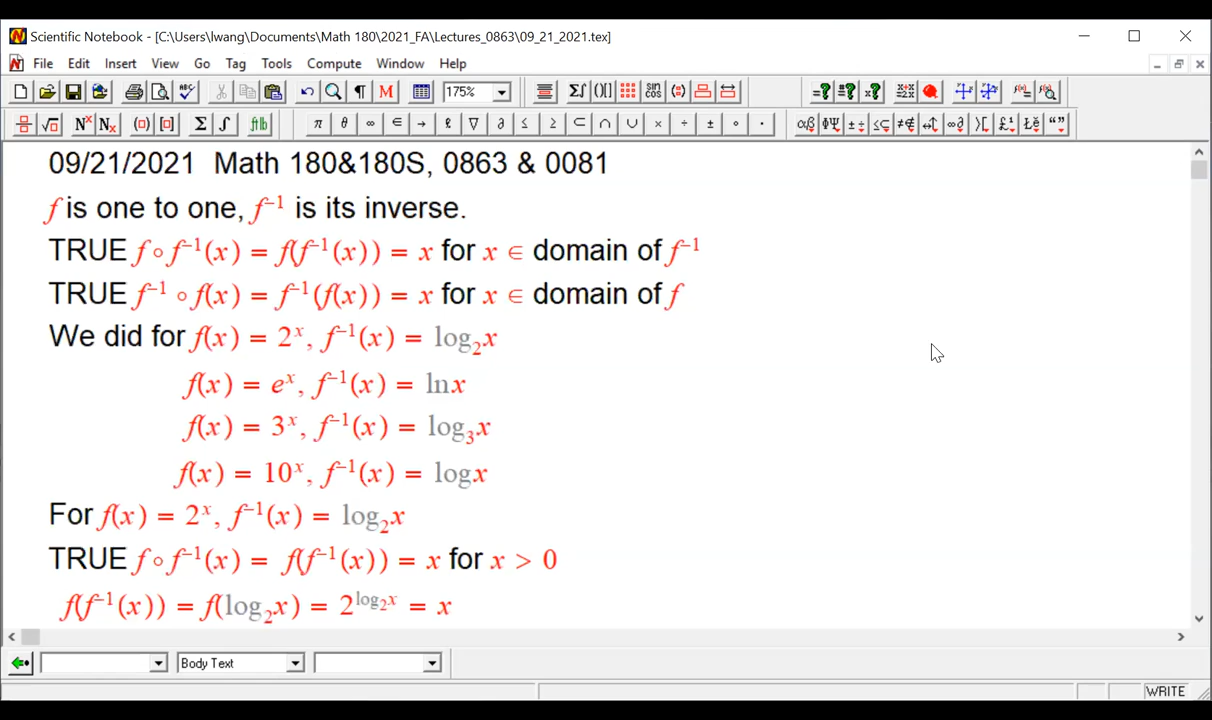 Scientific Notebook - [C:\Users\lwang\Documents\Math 180\2021_FA\Lectures_0863\09_21_2021.tex]
File Edit Insert View Go Tag Tools Compute Window Help
175%
09/21/2021 Math 180&180S, 0863 & 0081
f is one to one, f⁻¹ is its inverse.
TRUE f ∘ f⁻¹(x) = f(f⁻¹(x)) = x for x ∈ domain of f⁻¹
TRUE f⁻¹ ∘ f(x) = f⁻¹(f(x)) = x for x ∈ domain of f
We did for f(x) = 2ˣ, f⁻¹(x) = log₂x
f(x) = eˣ, f⁻¹(x) = lnx
f(x) = 3ˣ, f⁻¹(x) = log₃x
f(x) = 10ˣ, f⁻¹(x) = logx
For f(x) = 2ˣ, f⁻¹(x) = log₂x
TRUE f ∘ f⁻¹(x) = f(f⁻¹(x)) = x for x > 0
f(f⁻¹(x)) = f(log₂x) = 2^(log₂x) = x
Body Text
WRITE